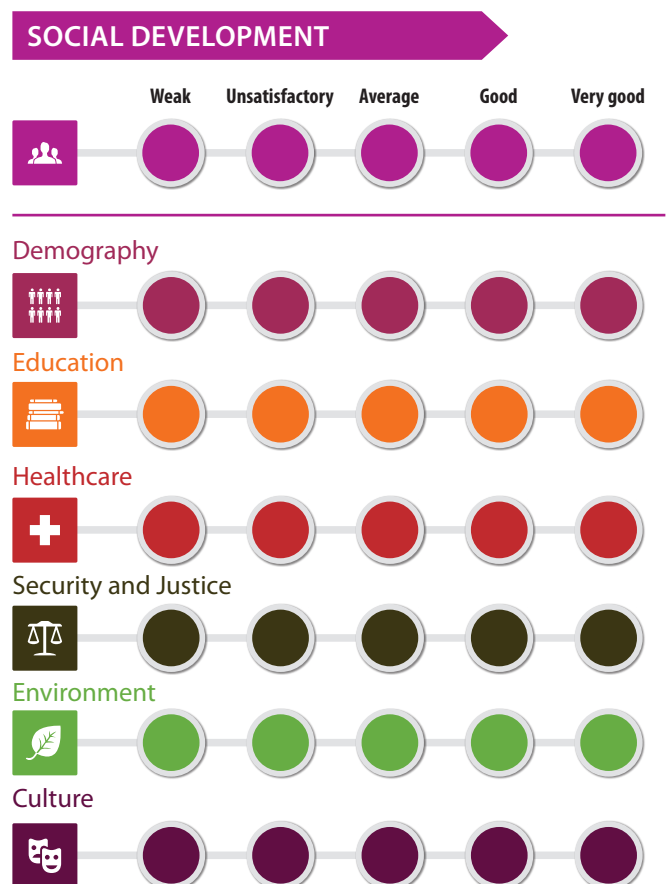 SOCIAL DEVELOPMENT
Weak Unsatisfactory Average Good Very good
Demography
Education
Healthcare
Security and Justice
Environment
Culture